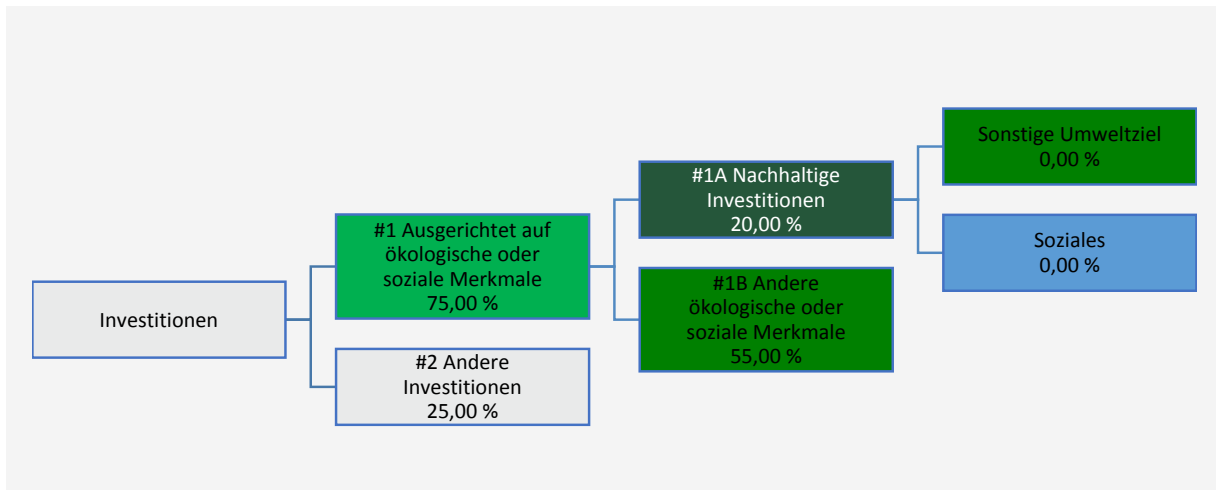 Investitionen
#1 Ausgerichtet auf
ökologische oder
soziale Merkmale
75,00 %
#2 Andere
Investitionen
25,00 %
#1A Nachhaltige
Investitionen
20,00 %
#1B Andere
ökologische oder
soziale Merkmale
55,00 %
Sonstige Umweltziel
0,00 %
Soziales
0,00 %